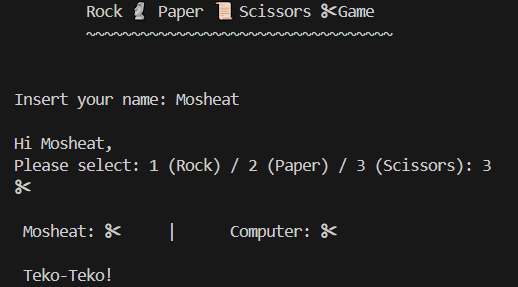 Rock 🗿 Paper 📜 Scissors ✂Game
~~~~~~~~~~~~~~~~~~~~~~~~~~~~~~~~~~
Insert your name: Mosheat
Hi Mosheat,
Please select: 1 (Rock) / 2 (Paper) / 3 (Scissors): 3
✂
Mosheat: ✂ | Computer: ✂
Teko-Teko!